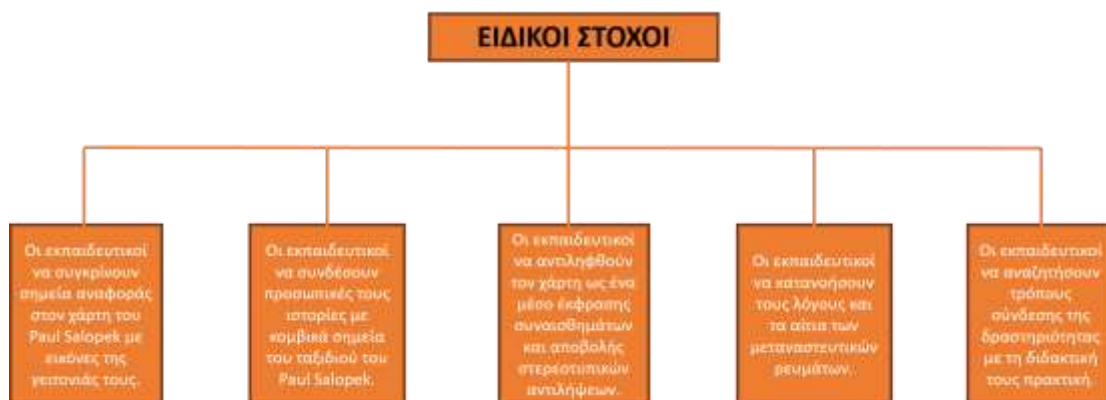 ΕΙΔΙΚΟΙ ΣΤΟΧΟΙ
Οι εκπαιδευτικοί
να συγκρίνουν
σημεία αναφοράς
στον χάρτη του
Paul Salopek με
εικόνες της
γειτονιάς τους.
Οι εκπαιδευτικοί
να συνδέσουν
προσωπικές τους
ιστορίες με
κομβικά σημεία
του ταξιδιού του
Paul Salopek.
Οι εκπαιδευτικοί
να αντιληφθούν
τον χάρτη ως ένα
μέσο έκφρασης
συναισθημάτων
και αποβολής
στερεοτυπικών
αντιλήψεων.
Οι εκπαιδευτικοί
να κατανοήσουν
τους λόγους και
τα αίτια των
μεταναστευτικών
ρευμάτων.
Οι εκπαιδευτικοί
να αναζητήσουν
τρόπους
σύνδεσης της
δραστηριότητας
με τη διδακτική
τους πρακτική.